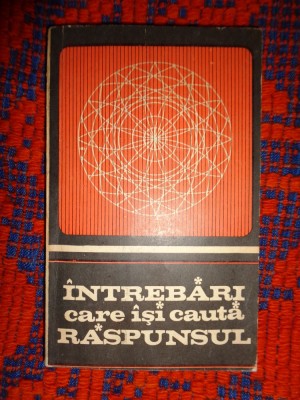 ÎNTREBĂRI
care își caută
RĂSPUNSUL